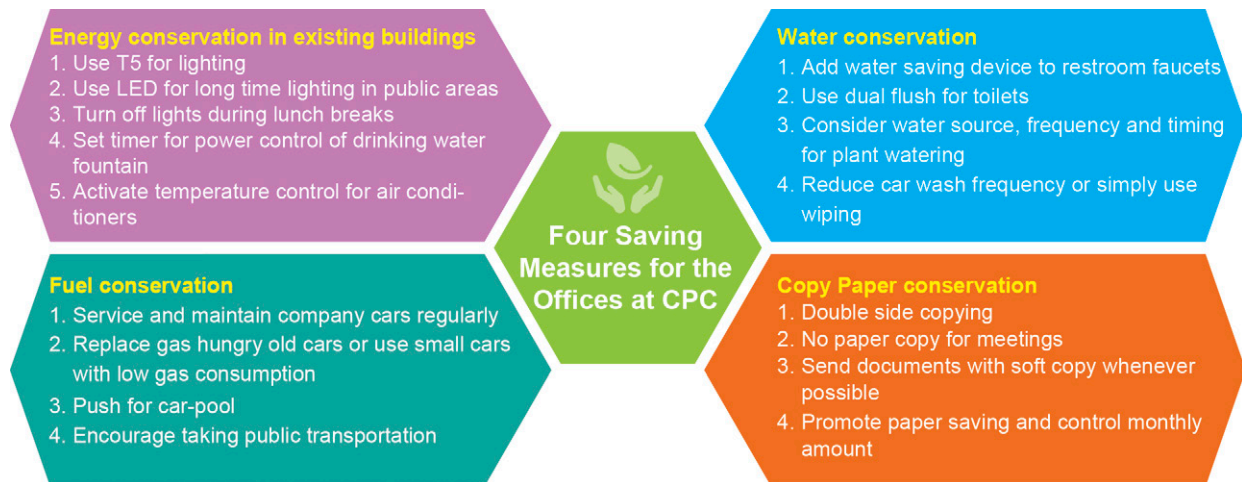 Energy conservation in existing buildings
1. Use T5 for lighting
2. Use LED for long time lighting in public areas
3. Turn off lights during lunch breaks
4. Set timer for power control of drinking water
fountain
5. Activate temperature control for air condi-
tioners
Water conservation
1. Add water saving device to restroom faucets
2. Use dual flush for toilets
3. Consider water source, frequency and timing
for plant watering
4. Reduce car wash frequency or simply use
wiping
Four Saving
Measures for the
Offices at CPC
Fuel conservation
1. Service and maintain company cars regularly
2. Replace gas hungry old cars or use small cars
with low gas consumption
3. Push for car-pool
4. Encourage taking public transportation
Copy Paper conservation
1. Double side copying
2. No paper copy for meetings
3. Send documents with soft copy whenever
possible
4. Promote paper saving and control monthly
amount